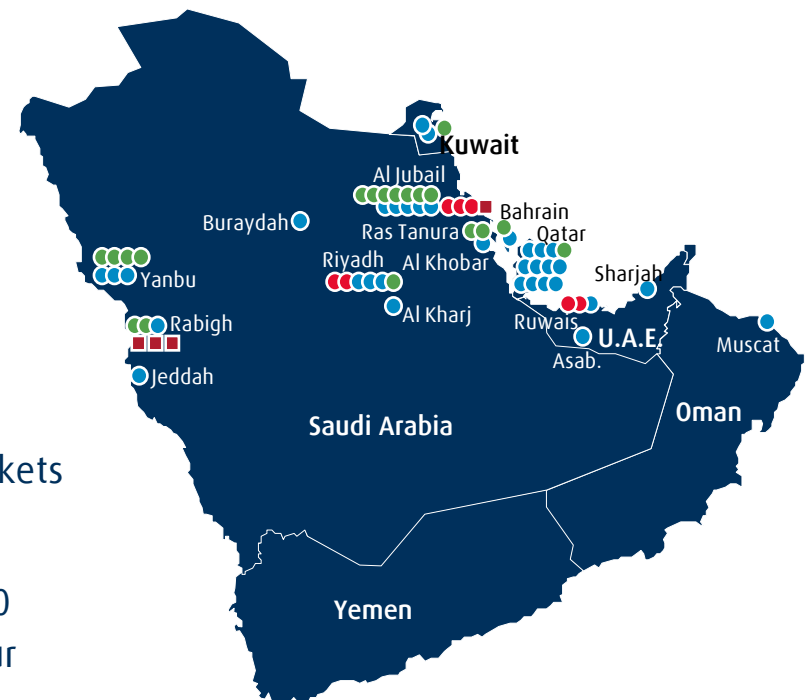 Kuwait
Al Jubail
Bahrain
Buraydah
Ras Tanura
Qatar
Riyadh
Al Khobar
Sharjah
Yanbu
Al Kharj
Ruwais
Rabigh
U.A.E.
Muscat
Asab.
Jeddah
Oman
Saudi Arabia
kets
0
Yemen
ur